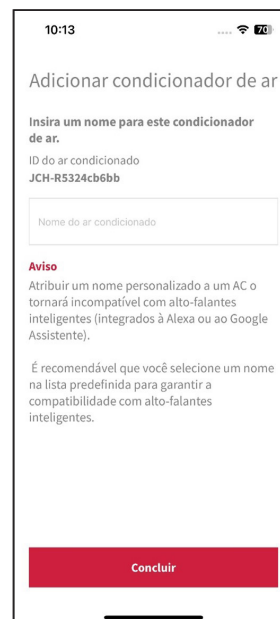 10:13
70
Adicionar condicionador de ar
Insira um nome para este condicionador
de ar.
ID do ar condicionado
JCH-R5324cb6bb
Nome do ar condicionado
Aviso
Atribuir um nome personalizado a um AC o
tornará incompatível com alto-falantes
inteligentes (integrados à Alexa ou ao Google
Assistente).
É recomendável que você selecione um nome
na lista predefinida para garantir a
compatibilidade com alto-falantes
inteligentes.
Concluir